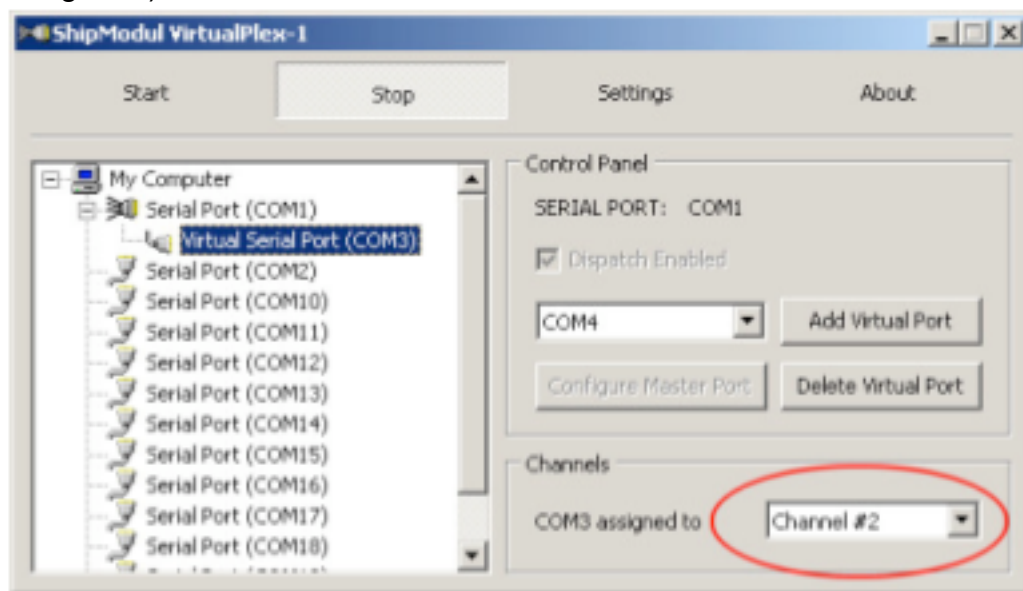 ShipModul VirtualPlex-1
Start Stop Settings About
My Computer
Serial Port (COM1)
Virtual Serial Port (COM3)
Serial Port (COM2)
Serial Port (COM10)
Serial Port (COM11)
Serial Port (COM12)
Serial Port (COM13)
Serial Port (COM14)
Serial Port (COM15)
Serial Port (COM16)
Serial Port (COM17)
Serial Port (COM18)
Control Panel
SERIAL PORT: COM1
Dispatch Enabled
COM4 Add Virtual Port
Configure Master Port Delete Virtual Port
Channels
COM3 assigned to Channel #2